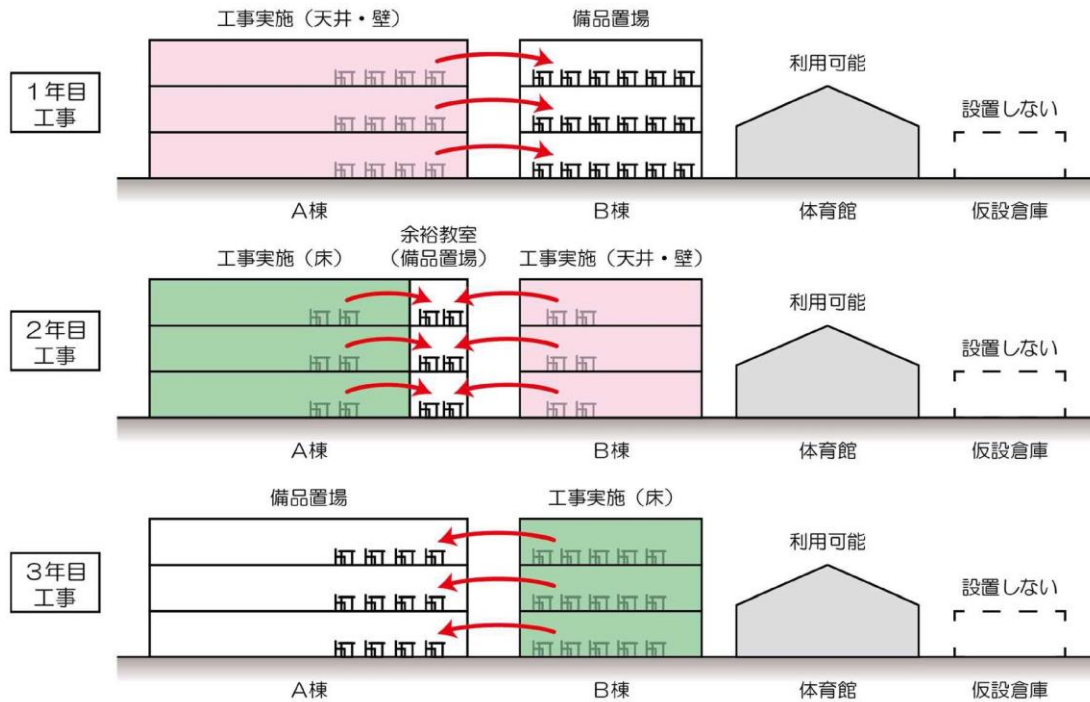 工事実施(天井・壁)
備品置場
利用可能
設置しない
1年目
工事
A棟
B棟
体育館
仮設倉庫
工事実施(床)
余裕教室
(備品置場)
工事実施(天井・壁)
利用可能
設置しない
2年目
工事
A棟
B棟
体育館
仮設倉庫
備品置場
工事実施(床)
利用可能
設置しない
3年目
工事
A棟
B棟
体育館
仮設倉庫